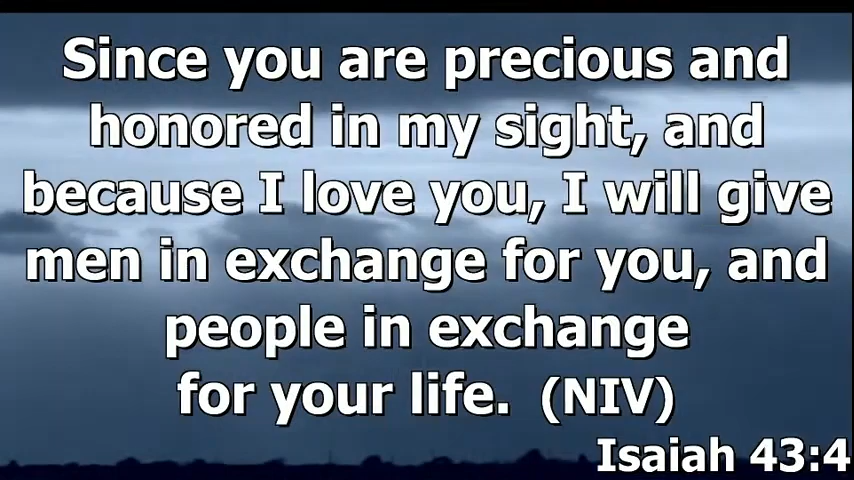 Since you are precious and
honored in my sight, and
because I love you, I will give
men in exchange for you, and
people in exchange
for your life. (NIV)
Isaiah 43:4